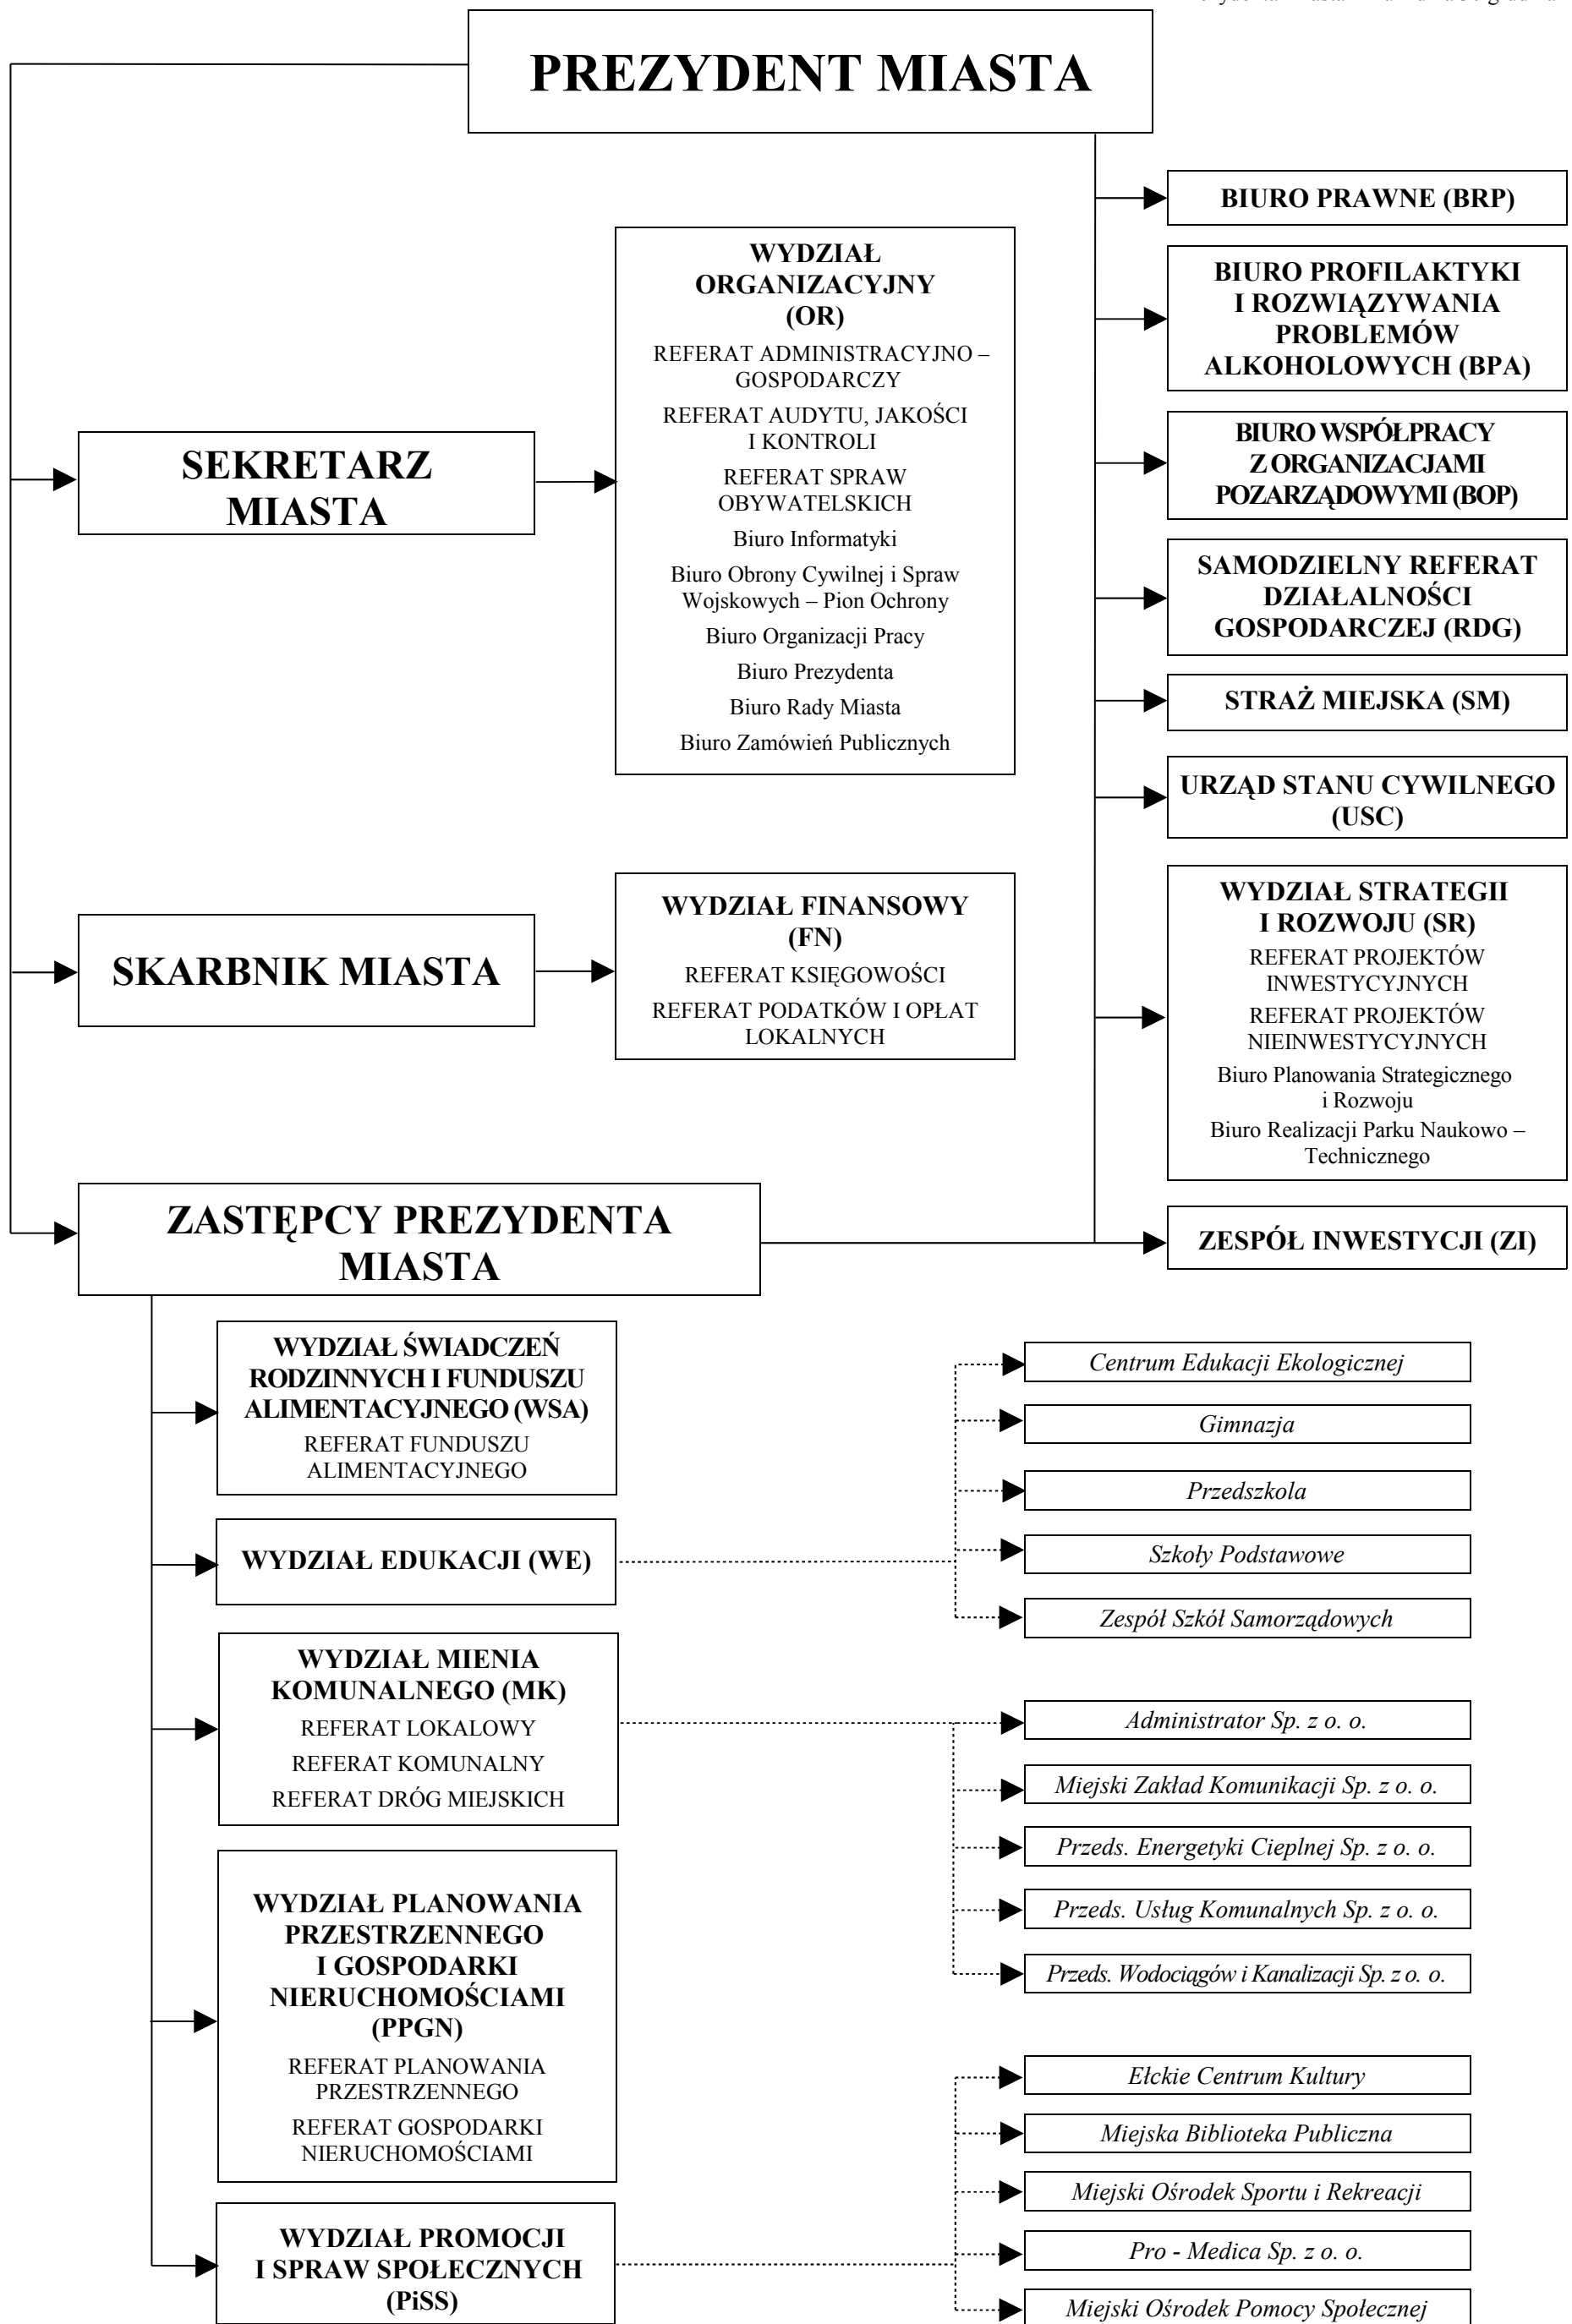 PREZYDENT MIASTA
BIURO PRAWNE (BRP)
BIURO PROFILAKTYKI
I ROZWIĄZYWANIA
PROBLEMÓW
ALKOHOLOWYCH (BPA)
BIURO WSPÓŁPRACY
Z ORGANIZACJAMI
POZARZĄDOWYMI (BOP)
SAMODZIELNY REFERAT
DZIAŁALNOŚCI
GOSPODARCZEJ (RDG)
STRAŻ MIEJSKA (SM)
URZĄD STANU CYWILNEGO
(USC)
WYDZIAŁ STRATEGII
I ROZWOJU (SR)
REFERAT PROJEKTÓW
INWESTYCYJNYCH
REFERAT PROJEKTÓW
NIEINWESTYCYJNYCH
Biuro Planowania Strategicznego
i Rozwoju
Biuro Realizacji Parku Naukowo –
Technicznego
ZESPÓŁ INWESTYCJI (ZI)
SEKRETARZ
MIASTA
WYDZIAŁ
ORGANIZACYJNY
(OR)
REFERAT ADMINISTRACYJNO –
GOSPODARCZY
REFERAT AUDYTU, JAKOŚCI
I KONTROLI
REFERAT SPRAW
OBYWATELSKICH
Biuro Informatyki
Biuro Obrony Cywilnej i Spraw
Wojskowych – Pion Ochrony
Biuro Organizacji Pracy
Biuro Prezydenta
Biuro Rady Miasta
Biuro Zamówień Publicznych
SKARBNIK MIASTA
WYDZIAŁ FINANSOWY
(FN)
REFERAT KSIĘGOWOŚCI
REFERAT PODATKÓW I OPŁAT
LOKALNYCH
ZASTĘPCY PREZYDENTA
MIASTA
WYDZIAŁ ŚWIADCZEŃ
RODZINNYCH I FUNDUSZU
ALIMENTACYJNEGO (WSA)
REFERAT FUNDUSZU
ALIMENTACYJNEGO
WYDZIAŁ EDUKACJI (WE)
Centrum Edukacji Ekologicznej
Gimnazja
Przedszkola
Szkoły Podstawowe
Zespół Szkół Samorządowych
WYDZIAŁ MIENIA
KOMUNALNEGO (MK)
REFERAT LOKALOWY
REFERAT KOMUNALNY
REFERAT DRÓG MIEJSKICH
Administrator Sp. z o. o.
Miejski Zakład Komunikacji Sp. z o. o.
Przeds. Energetyki Cieplnej Sp. z o. o.
Przeds. Usług Komunalnych Sp. z o. o.
Przeds. Wodociągów i Kanalizacji Sp. z o. o.
WYDZIAŁ PLANOWANIA
PRZESTRZENNEGO
I GOSPODARKI
NIERUCHOMOŚCIAMI
(PPGN)
REFERAT PLANOWANIA
PRZESTRZENNEGO
REFERAT GOSPODARKI
NIERUCHOMOŚCIAMI
WYDZIAŁ PROMOCJI
I SPRAW SPOŁECZNYCH
(PiSS)
Ełckie Centrum Kultury
Miejska Biblioteka Publiczna
Miejski Ośrodek Sportu i Rekreacji
Pro - Medica Sp. z o. o.
Miejski Ośrodek Pomocy Społecznej